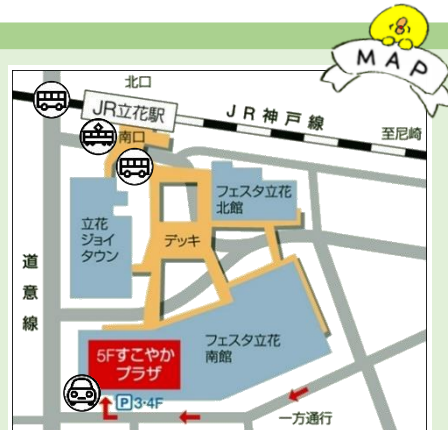 MAP
北口
JR立花駅
JR神戸線
至尼崎
南口
フェスタ立花
北館
立花
ジョイ
タウン
デッキ
道意線
フェスタ立花
南館
5Fすこやか
プラザ
P3・4F
一方通行